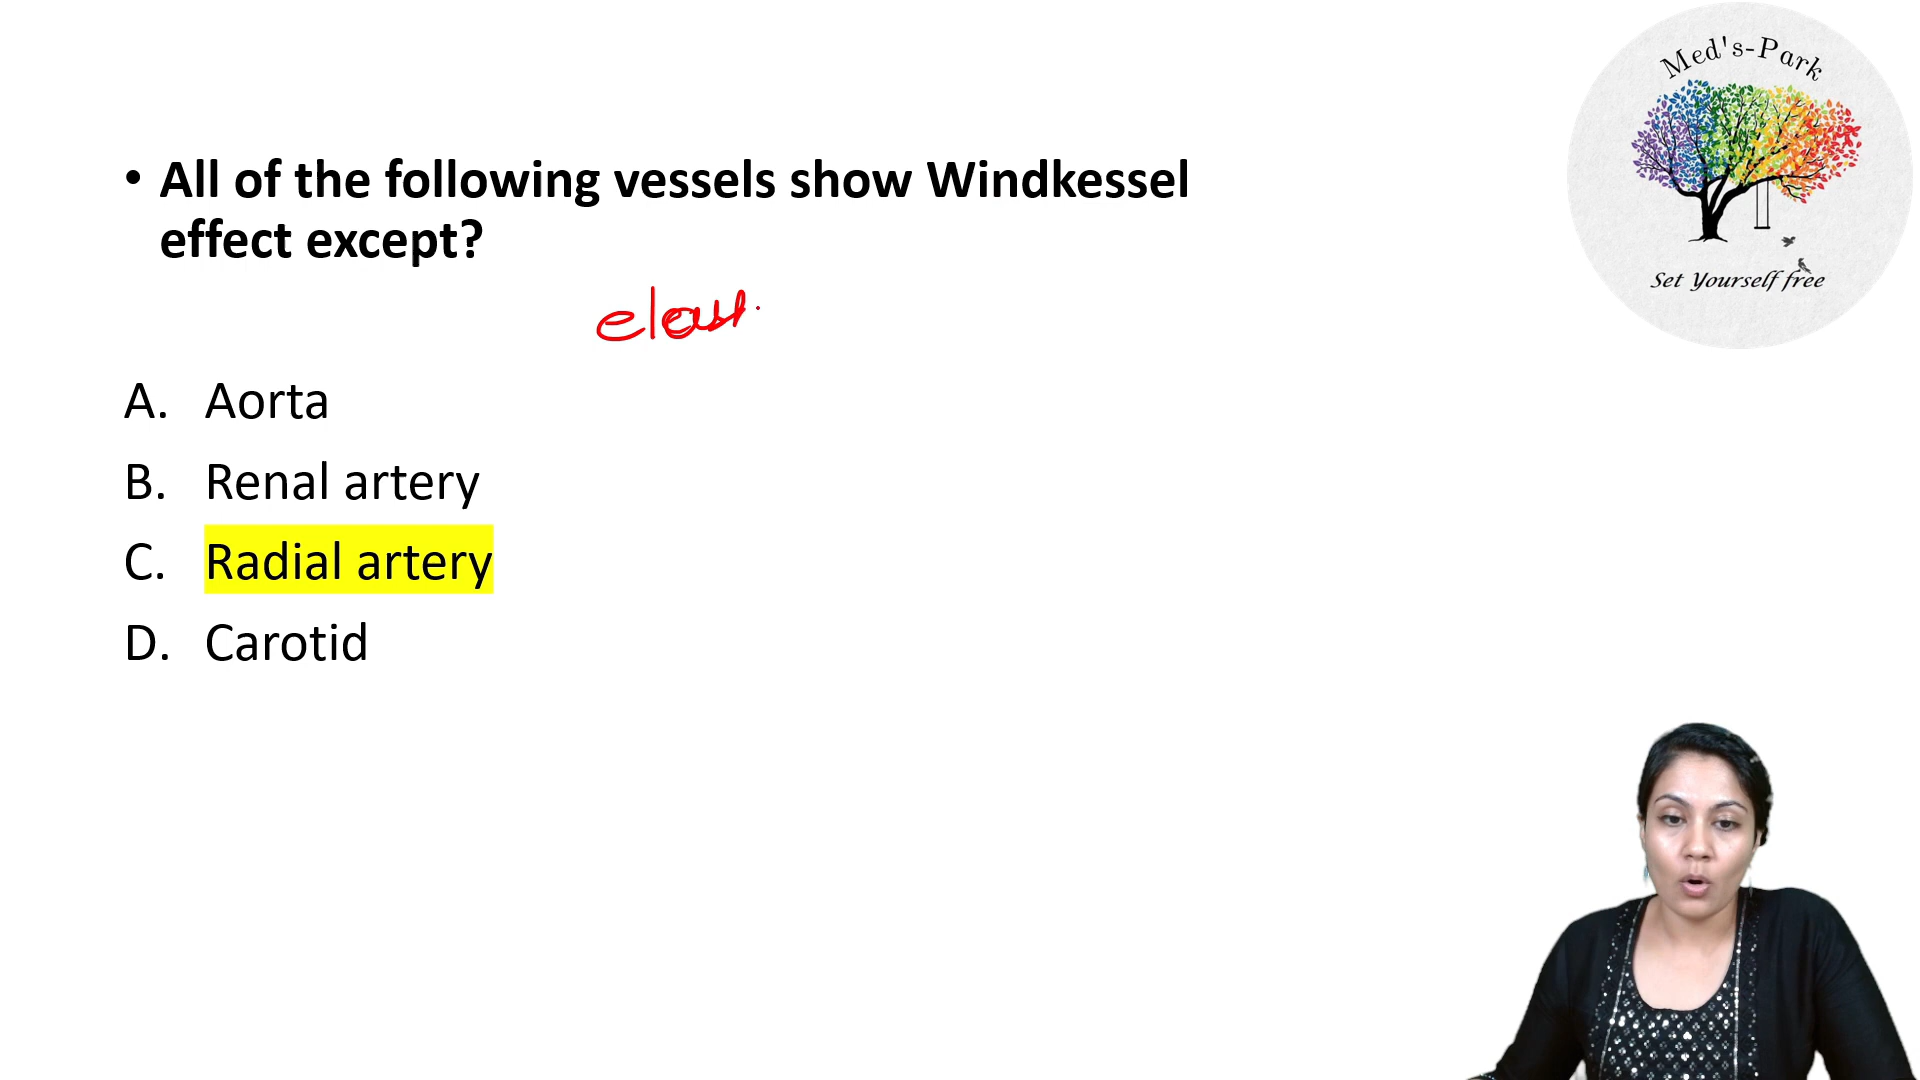 Med's-Park
Set Yourself free
• All of the following vessels show Windkessel
effect except?
A. Aorta
B. Renal artery
C. Radial artery
D. Carotid